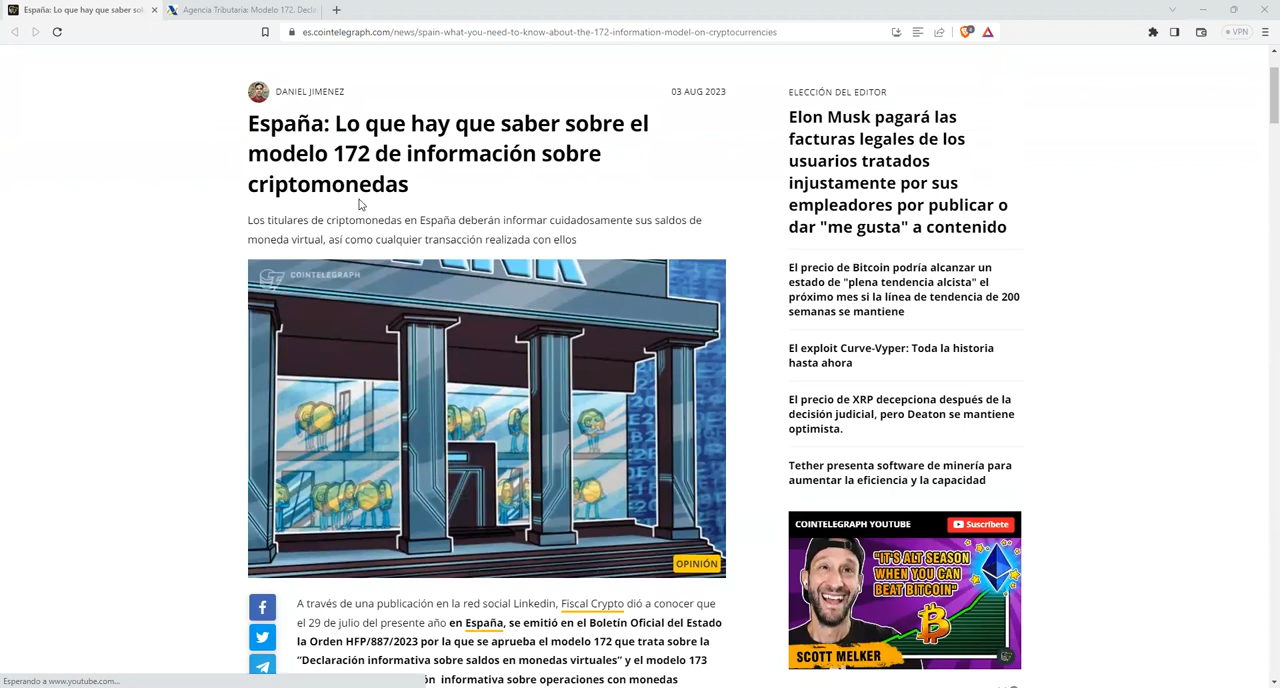 España: Lo que hay que saber sob
Agencia Tributaria: Modelo 172. Decl
es.cointelegraph.com/news/spain-what-you-need-to-know-about-the-172-information-model-on-cryptocurrencies
VPN
DANIEL JIMENEZ
03 AUG 2023
España: Lo que hay que saber sobre el
modelo 172 de información sobre
criptomonedas
Los titulares de criptomonedas en España deberán informar cuidadosamente sus saldos de
moneda virtual, así como cualquier transacción realizada con ellos
COINTELEGRAPH
OPINIÓN
A través de una publicación en la red social Linkedin, Fiscal Crypto dió a conocer que
el 29 de julio del presente año en España, se emitió en el Boletín Oficial del Estado
la Orden HFP/887/2023 por la que se aprueba el modelo 172 que trata sobre la
“Declaración informativa sobre saldos en monedas virtuales” y el modelo 173
ón informativa sobre operaciones con monedas
ELECCIÓN DEL EDITOR
Elon Musk pagará las
facturas legales de los
usuarios tratados
injustamente por sus
empleadores por publicar o
dar "me gusta" a contenido
El precio de Bitcoin podría alcanzar un
estado de "plena tendencia alcista" el
próximo mes si la línea de tendencia de 200
semanas se mantiene
El exploit Curve-Vyper: Toda la historia
hasta ahora
El precio de XRP decepciona después de la
decisión judicial, pero Deaton se mantiene
optimista.
Tether presenta software de minería para
aumentar la eficiencia y la capacidad
COINTELEGRAPH YOUTUBE
Suscríbete
"IT'S ALT SEASON
WHEN YOU CAN
BEAT BITCOIN"
SCOTT MELKER
Esperando a www.youtube.com...